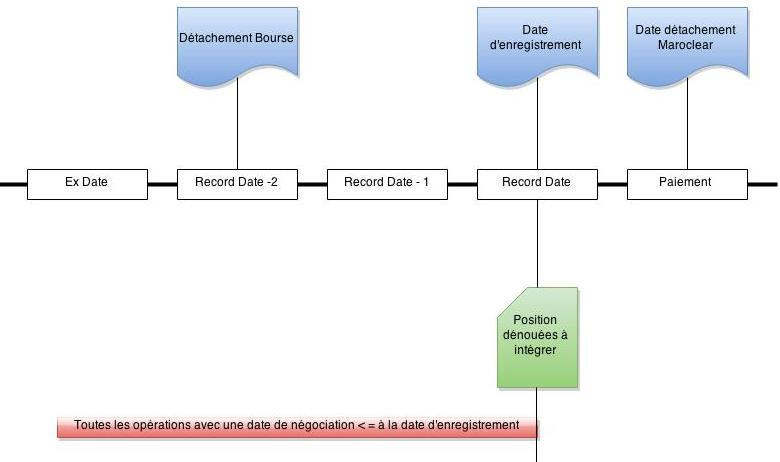 Détachement Bourse
Date
d'enregistrement
Date détachement
Maroclear
Ex Date
Record Date -2
Record Date - 1
Record Date
Paiement
Position
dénouées à
intégrer
Toutes les opérations avec une date de négociation < = à la date d'enregistrement